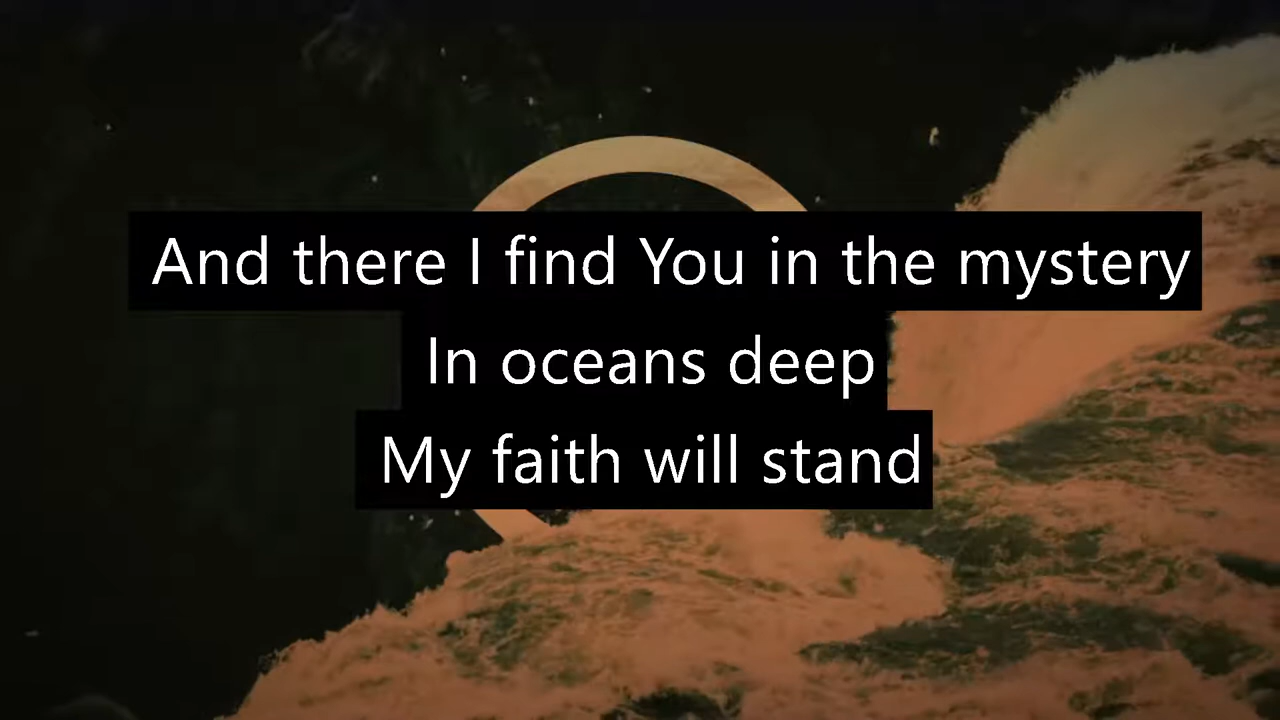 And there I find You in the mystery
In oceans deep
My faith will stand